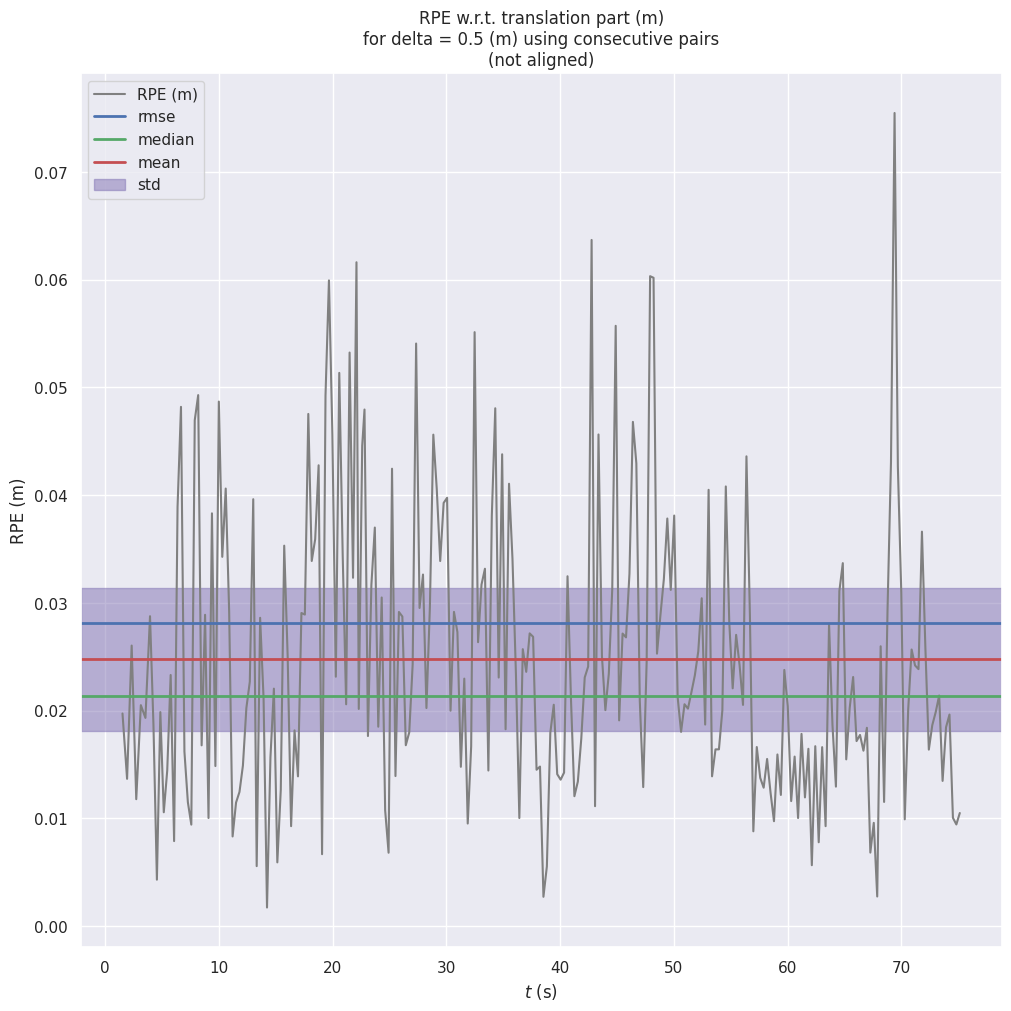 RPE w.r.t. translation part (m)
for delta = 0.5 (m) using consecutive pairs
(not aligned)
RPE (m)
rmse
median
mean
std
0.07
0.06
0.05
0.04
0.03
0.02
0.01
0.00
RPE (m)
0 10 20 30 40 50 60 70
t (s)